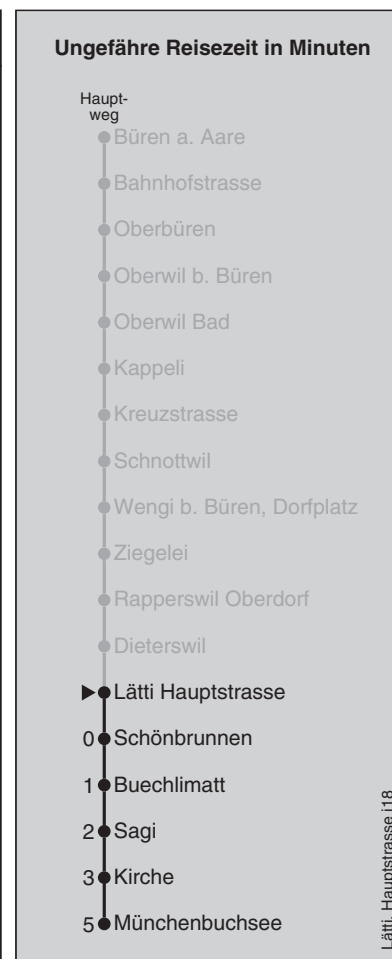 Ungefähre Reisezeit in Minuten
Haupt-
weg
Büren a. Aare
Bahnhofstrasse
Oberbüren
Oberwil b. Büren
Oberwil Bad
Kappeli
Kreuzstrasse
Schnottwil
Wengi b. Büren, Dorfplatz
Ziegelei
Rapperswil Oberdorf
Dieterswil
Lätti Hauptstrasse
0 Schönbrunnen
1 Buechlimatt
2 Sagi
3 Kirche
5 Münchenbuchsee
Lätti, Hauptstrasse j18